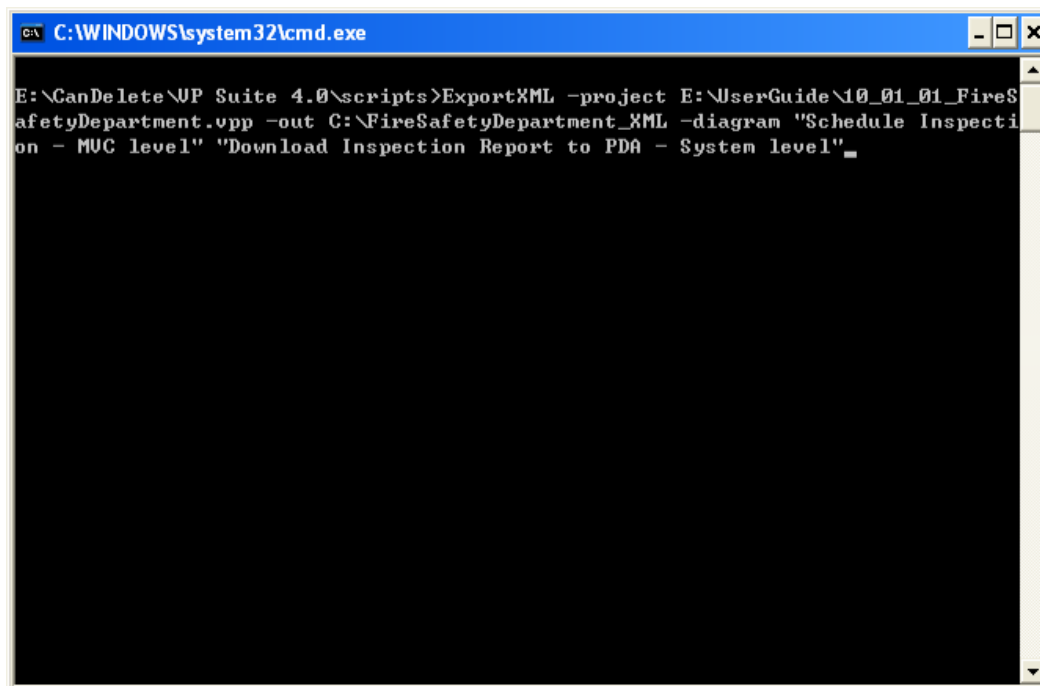 C:\WINDOWS\system32\cmd.exe
E:\CanDelete\VP Suite 4.0\scripts>ExportXML -project E:\UserGuide\10_01_01_FireS
afetyDepartment.vpp -out C:\FireSafetyDepartment_XML -diagram "Schedule Inspecti
on - MVC level" "Download Inspection Report to PDA - System level"_